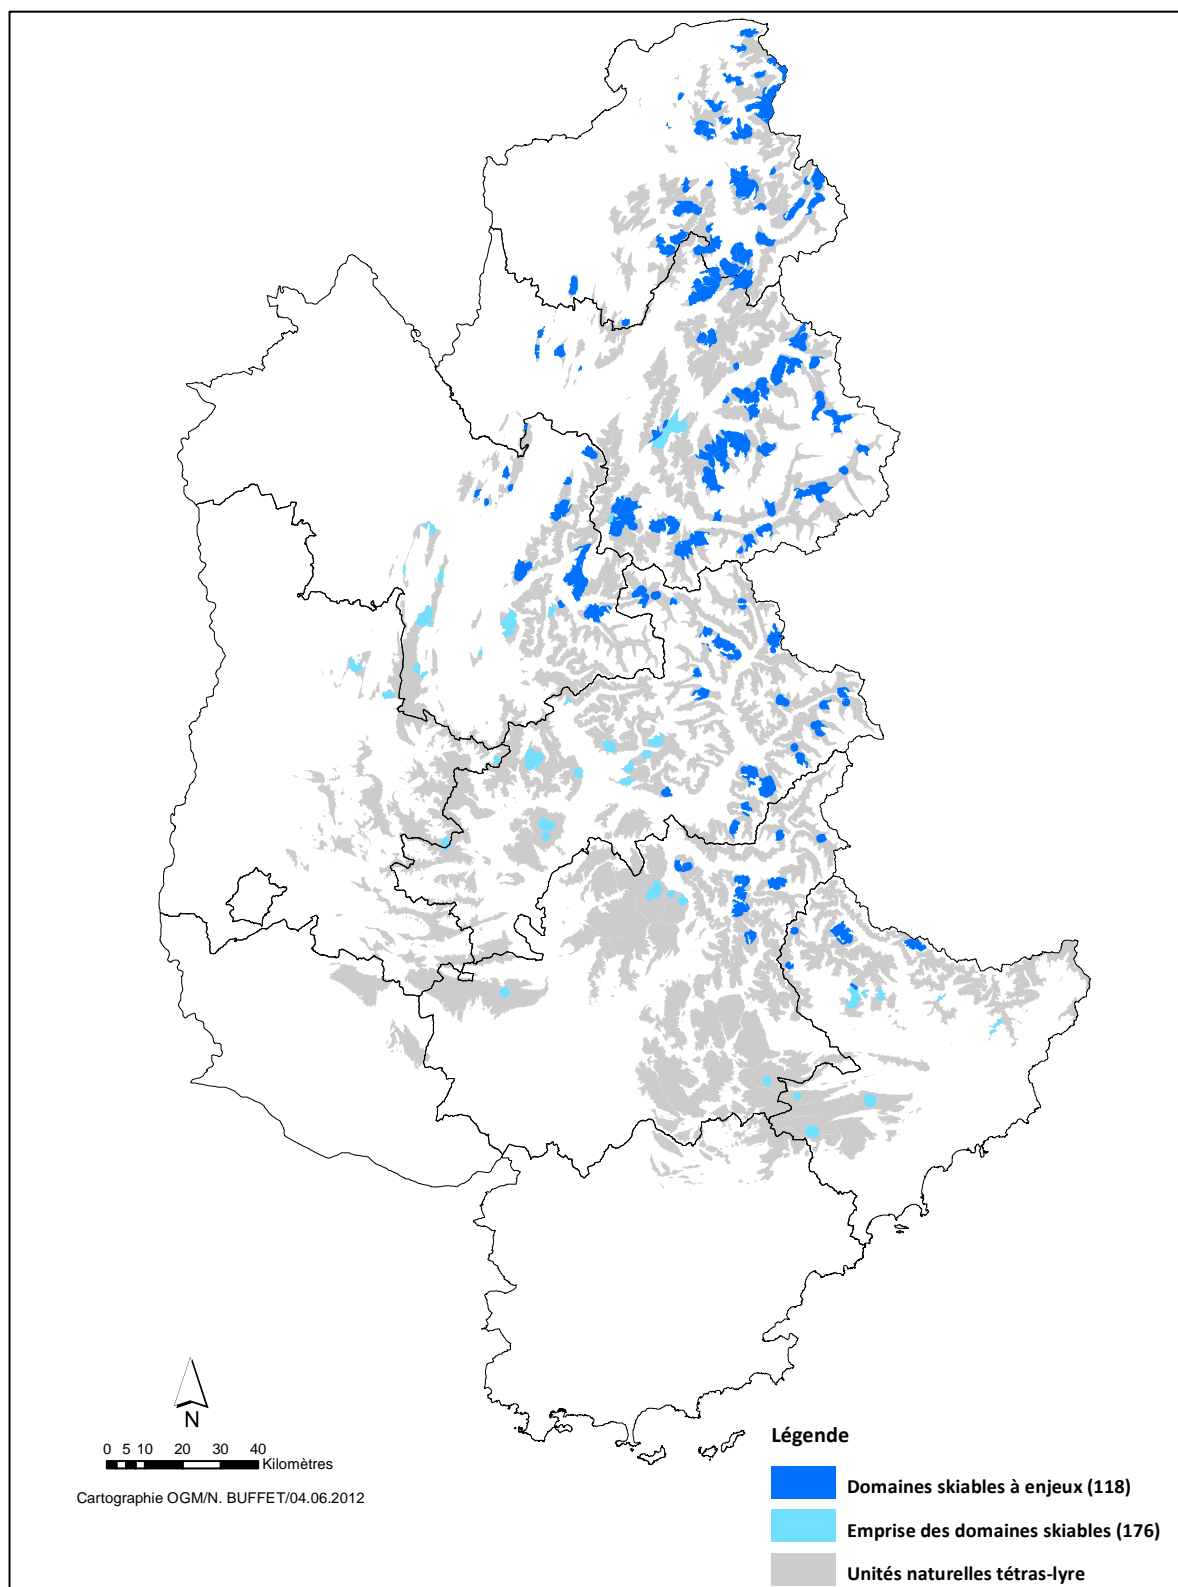 N
0 5 10 20 30 40
Kilomètres
Cartographie OGM/N. BUFFET/04.06.2012
Légende
Domaines skiables à enjeux (118)
Emprise des domaines skiables (176)
Unités naturelles tétras-lyre